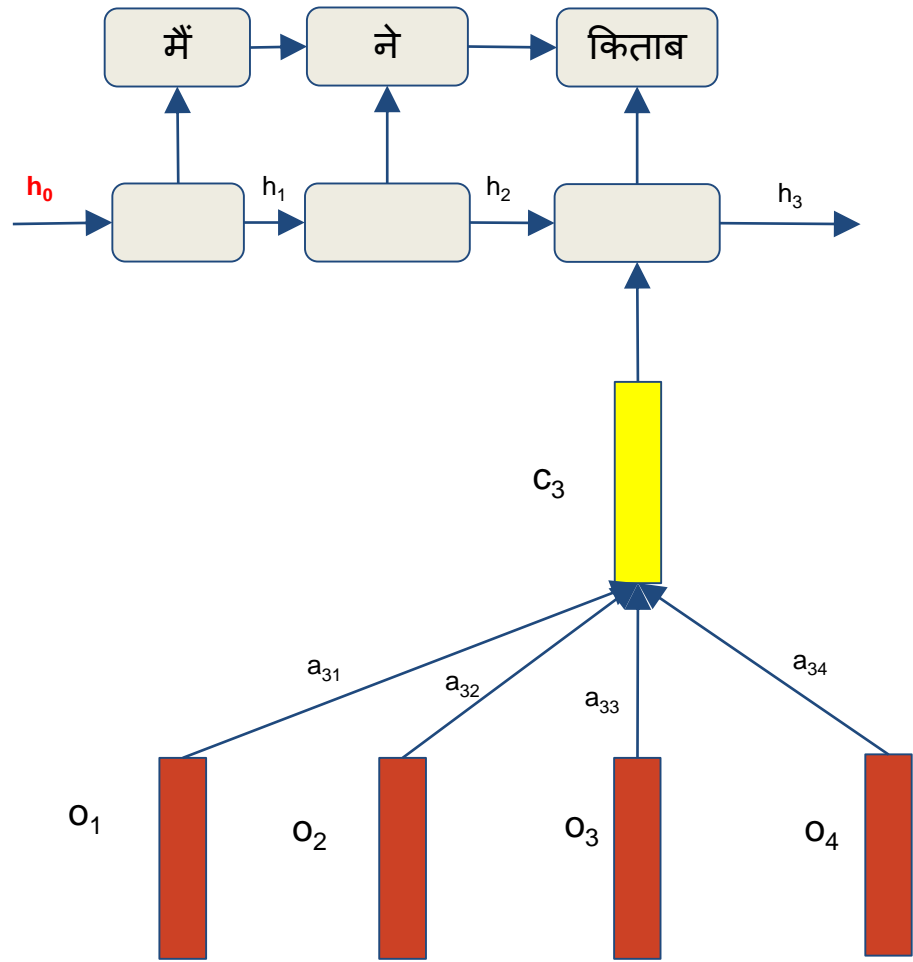 मैं ने किताब
h₀ h₁ h₂ h₃
c₃
a₃₁ a₃₂ a₃₃ a₃₄
o₁ o₂ o₃ o₄